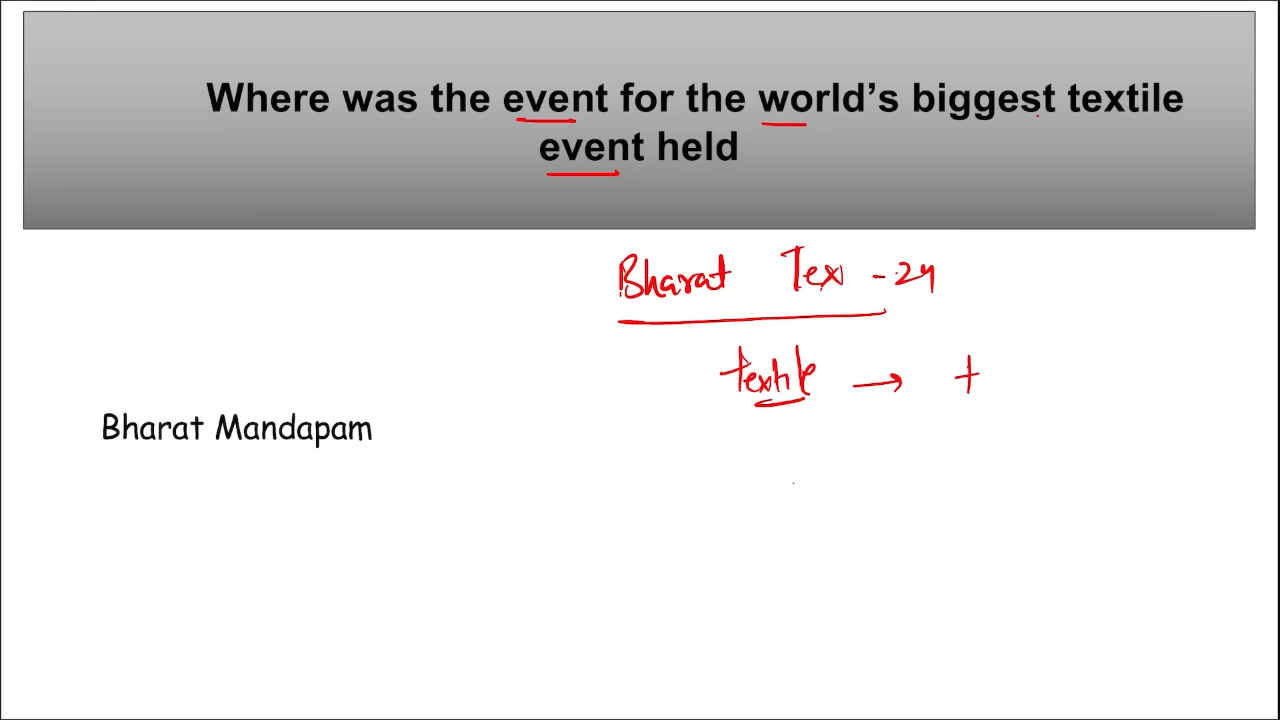 Where was the event for the world’s biggest textile
event held
Bharat Tex - 24
textile → t
Bharat Mandapam